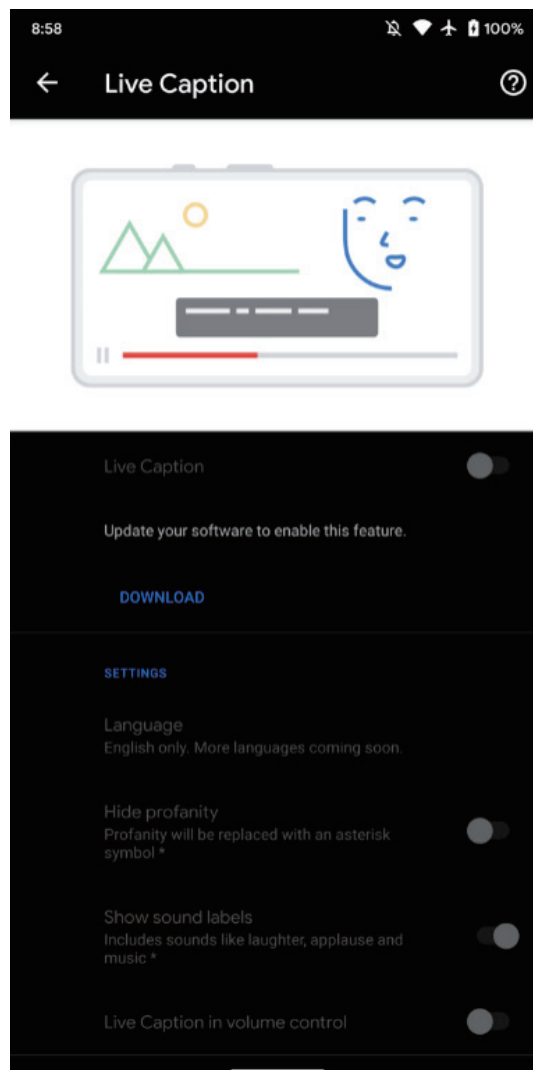 8:58 100%
Live Caption
Live Caption
Update your software to enable this feature.
DOWNLOAD
SETTINGS
Language
English only. More languages coming soon.
Hide profanity
Profanity will be replaced with an asterisk
symbol *
Show sound labels
Includes sounds like laughter, applause and
music *
Live Caption in volume control